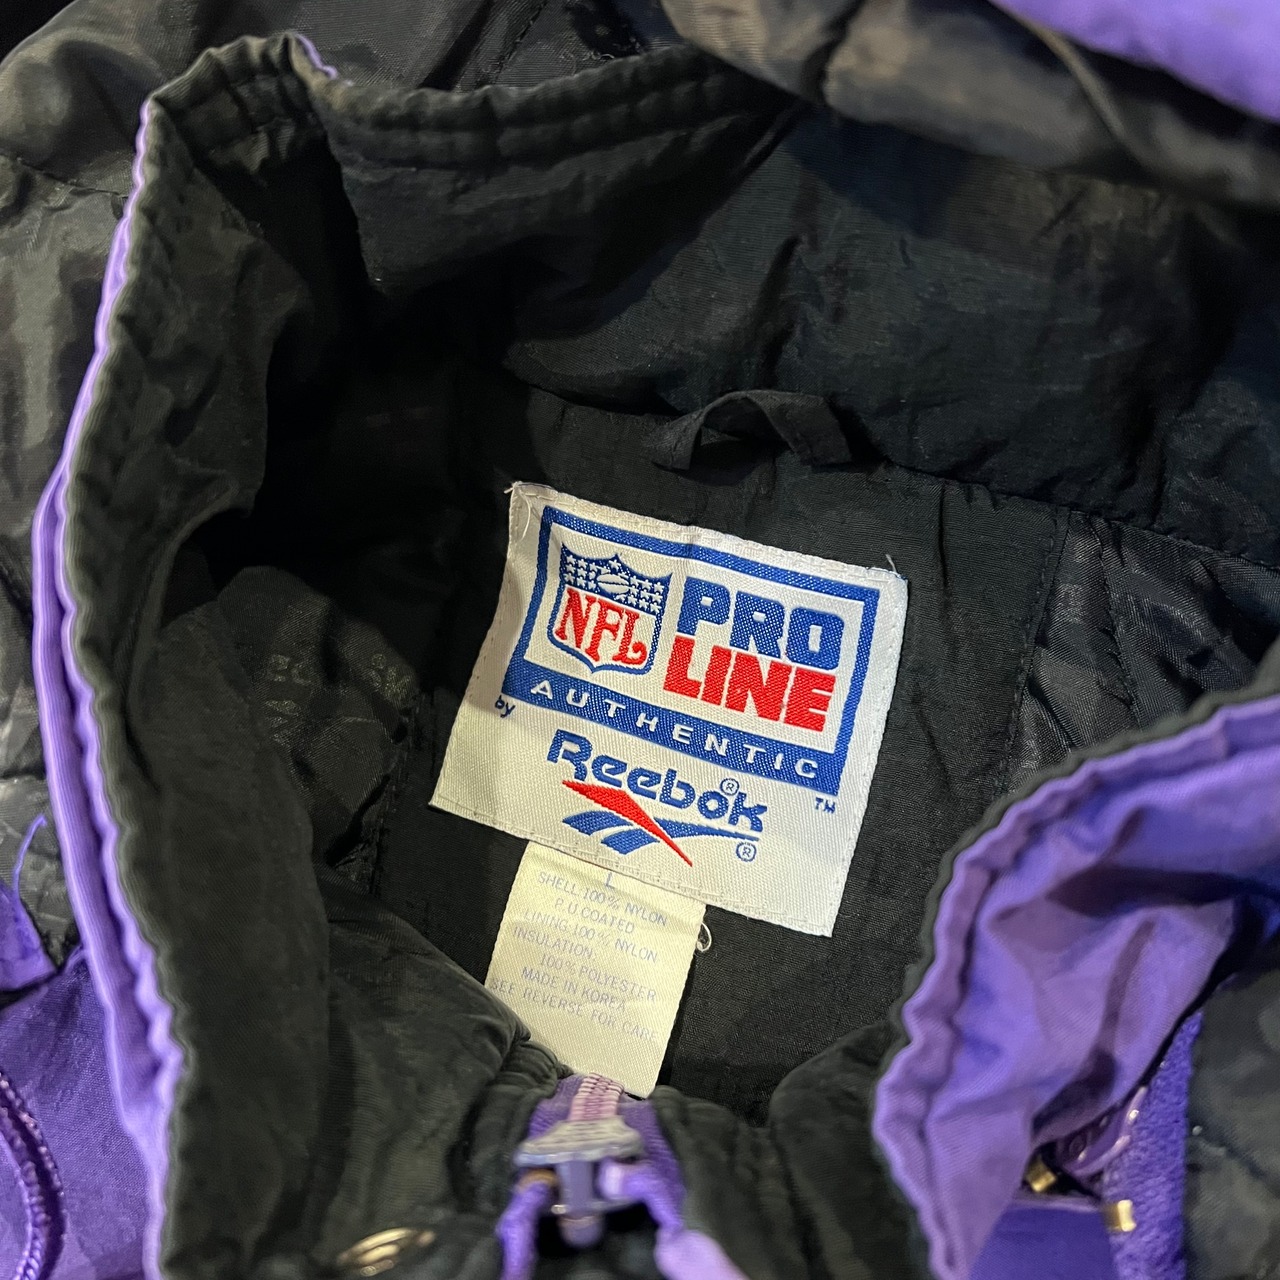 NFL
PRO
LINE
AUTHENTIC
by
TM
Reebok®
®
L
SHELL:100% NYLON
P.U COATED
LINING:100% NYLON
INSULATION:
100% POLYESTER
MADE IN KOREA
SEE REVERSE FOR CARE